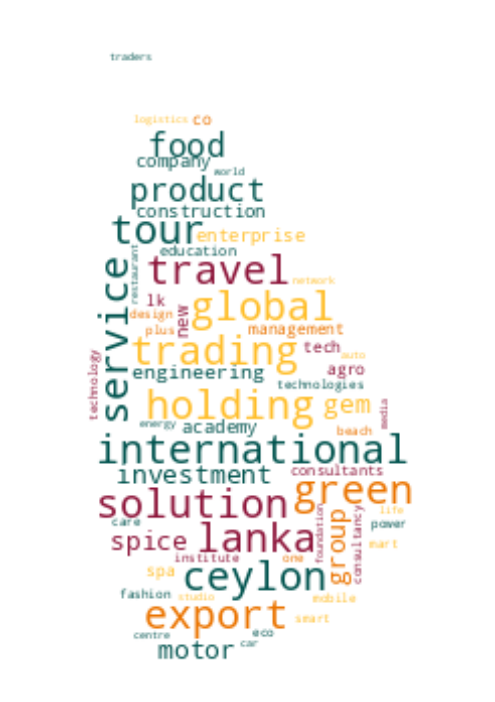 traders
logistics co
food
company
world
product
construction
tour
enterprise
education
restaurant
travel
network
service
lk
global
design
new
plus
management
trading
tech
auto
technology
engineering
agro
technologies
holding
gem
media
energy
academy
beach
international
investment
consultants
green
solution
life
care
foundation
group
consultancy
power
spice
lanka
mart
institute
one
spa
ceylon
fashion
studio
mobile
export
smart
centre
eco
motor
car